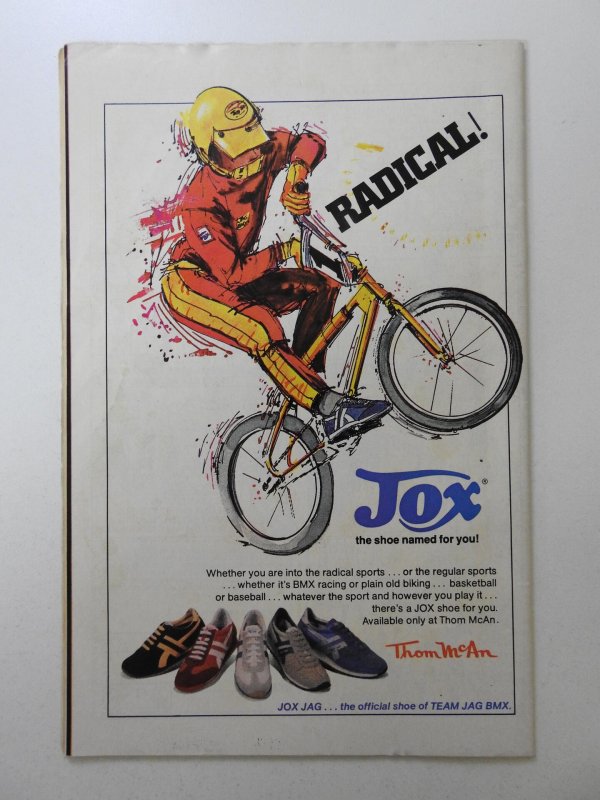 RADICAL!
1
Jox®
the shoe named for you!
Whether you are into the radical sports . . . or the regular sports
. . . whether it's BMX racing or plain old biking . . . basketball
or baseball . . . whatever the sport and however you play it . . .
there's a JOX shoe for you.
Available only at Thom McAn.
Thom McAn
JOX JAG . . . the official shoe of TEAM JAG BMX.